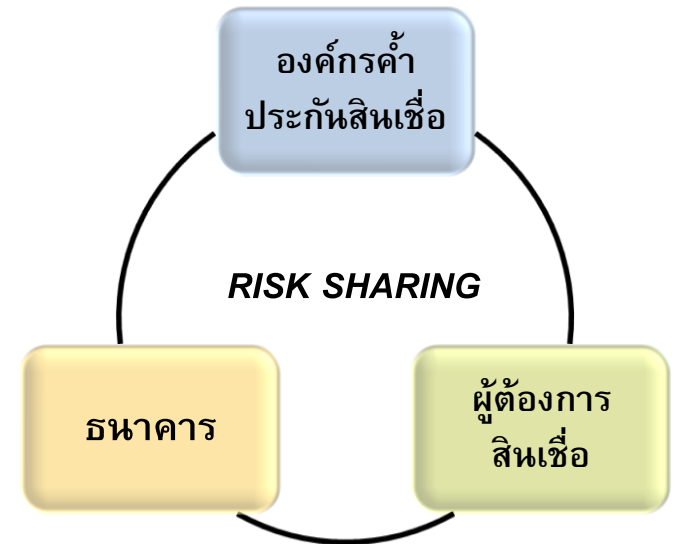 องค์กรค้ำ
ประกันสินเชื่อ
RISK SHARING
ธนาคาร
ผู้ต้องการ
สินเชื่อ